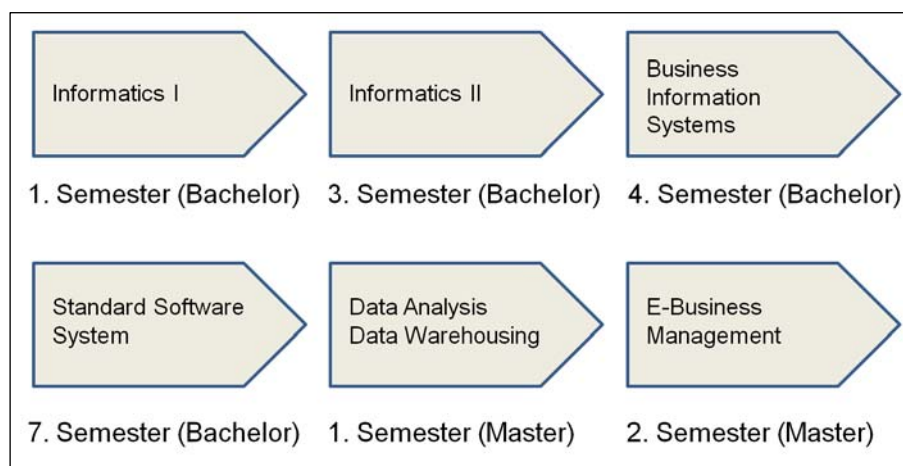 Informatics I
Informatics II
Business
Information
Systems
1. Semester (Bachelor)
3. Semester (Bachelor)
4. Semester (Bachelor)
Standard Software
System
Data Analysis
Data Warehousing
E-Business
Management
7. Semester (Bachelor)
1. Semester (Master)
2. Semester (Master)